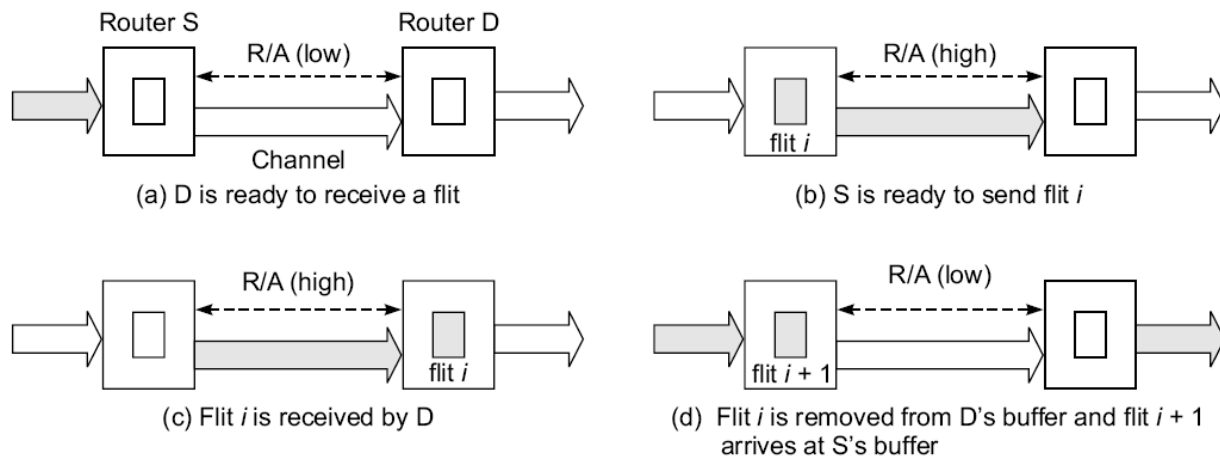 Router S
Router D
R/A (low)
Channel
(a) D is ready to receive a flit
R/A (high)
flit i
(b) S is ready to send flit i
R/A (high)
flit i
(c) Flit i is received by D
R/A (low)
flit i + 1
(d) Flit i is removed from D's buffer and flit i + 1
arrives at S's buffer